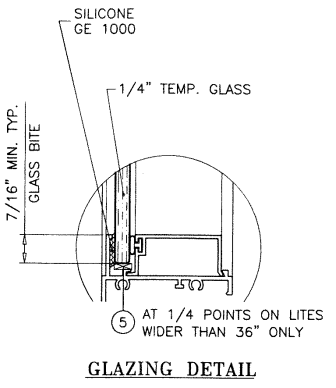 SILICONE
GE 1000
1/4" TEMP. GLASS
7/16" MIN. TYP.
GLASS BITE
5
AT 1/4 POINTS ON LITES
WIDER THAN 36" ONLY
GLAZING DETAIL